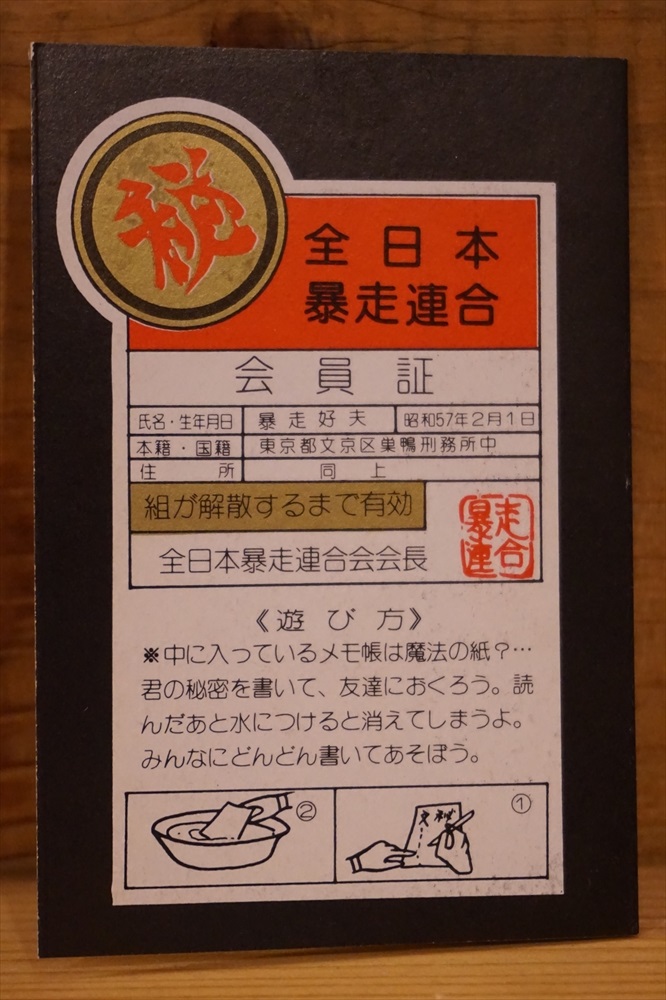 秘
全日本
暴走連合
会員証
氏名・生年月日 暴走好夫 昭和57年2月1日
本籍・国籍 東京都文京区巣鴨刑務所中
住所 同上
組が解散するまで有効
全日本暴走連合会会長
暴走連合
《遊び方》
※中に入っているメモ帳は魔法の紙?…
君の秘密を書いて、友達におくろう。読
んだあと水につけると消えてしまうよ。
みんなにどんどん書いてあそぼう。
②
①